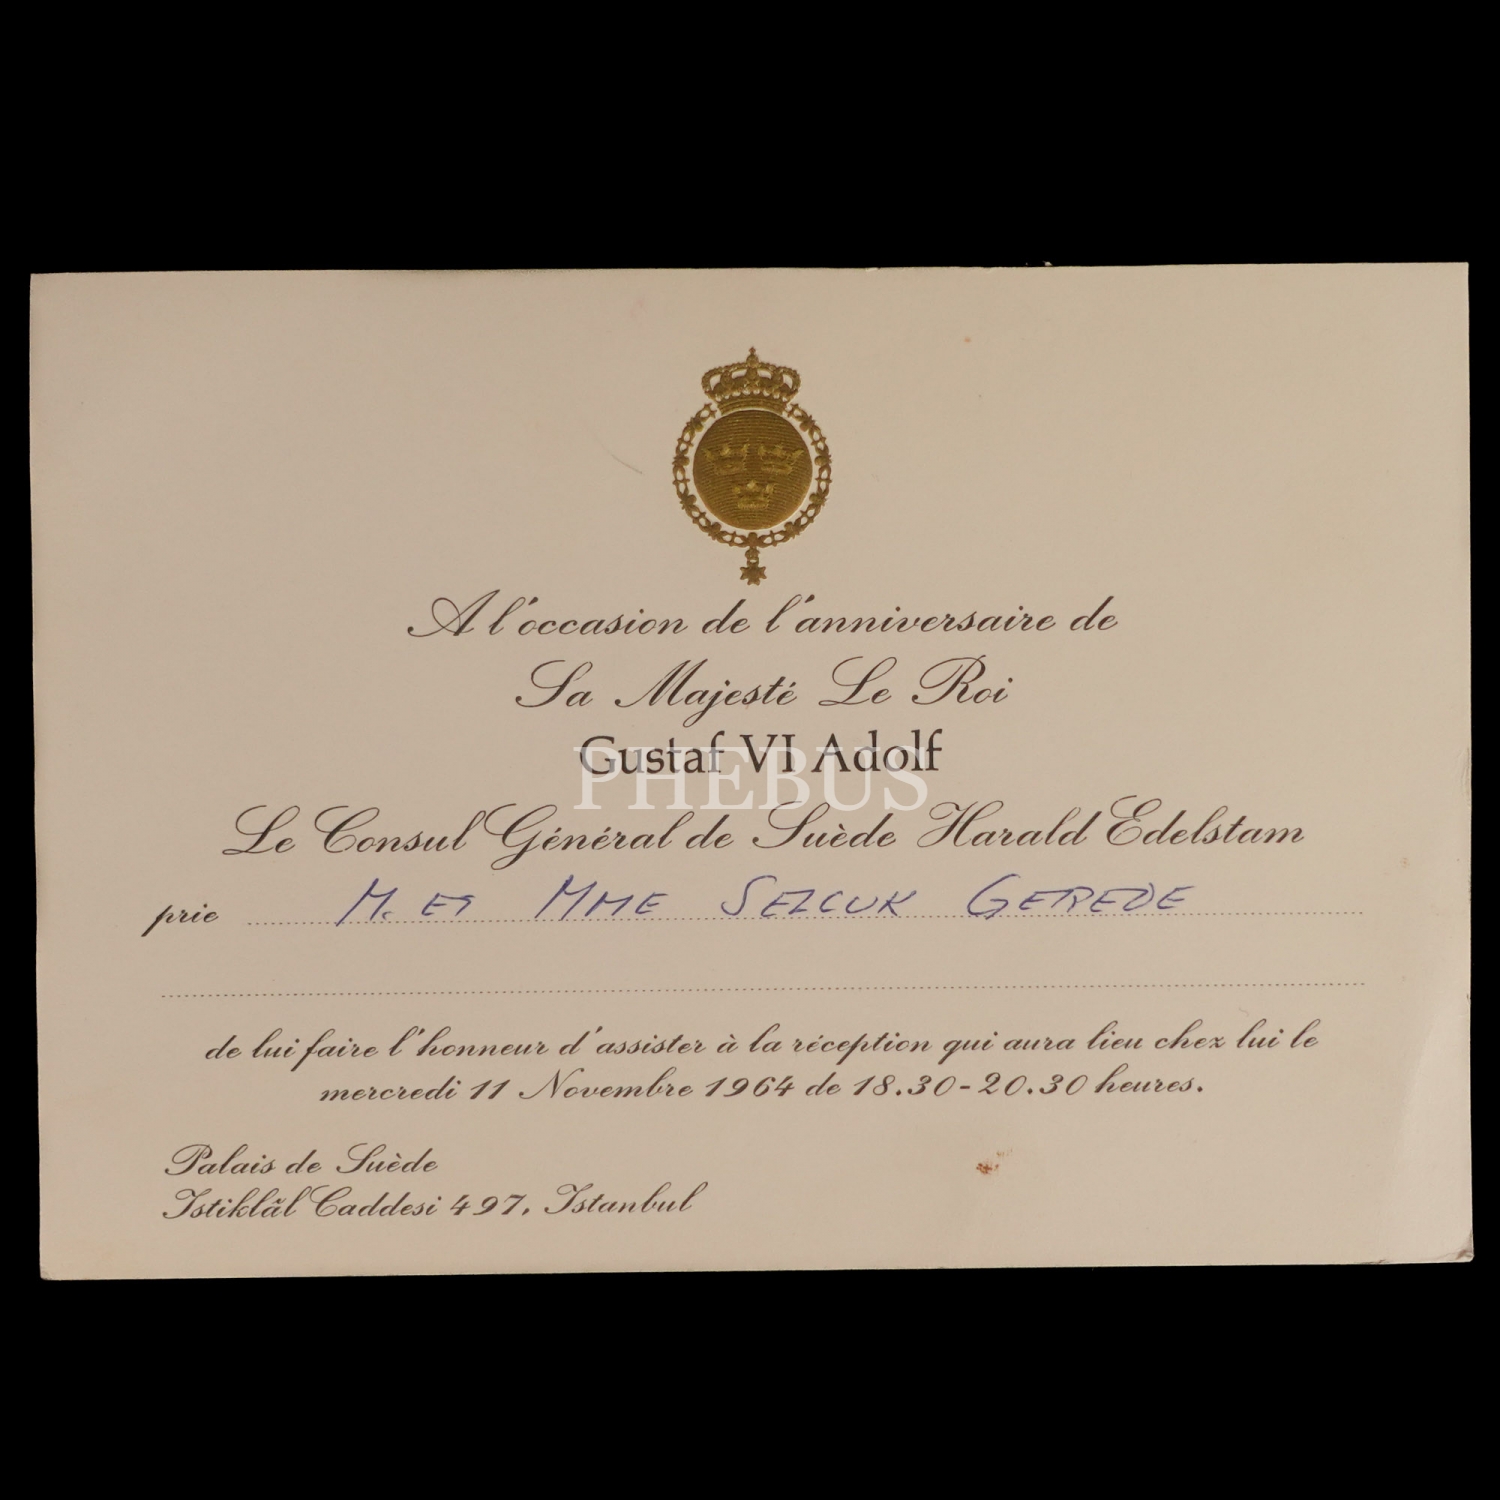 A l'occasion de l'anniversaire de
Sa Majesté Le Roi
Gustaf VI Adolf
PHEBUS
Le Consul Général de Suède Harald Edelstam
prie M. ET MME SELCUK GEREDE
de lui faire l'honneur d'assister à la réception qui aura lieu chez lui le
mercredi 11 Novembre 1964 de 18.30-20.30 heures.
Palais de Suède
Istiklâl Caddesi 497, Istanbul